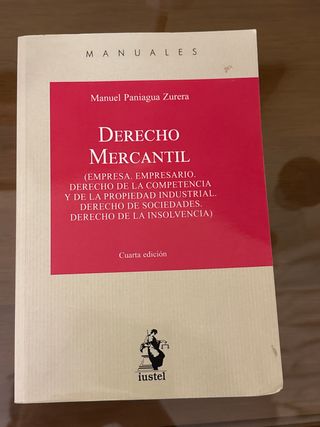 MANUALES
Manuel Paniagua Zurera
DERECHO
MERCANTIL
(EMPRESA. EMPRESARIO.
DERECHO DE LA COMPETENCIA
Y DE LA PROPIEDAD INDUSTRIAL.
DERECHO DE SOCIEDADES.
DERECHO DE LA INSOLVENCIA)
Cuarta edición
iustel